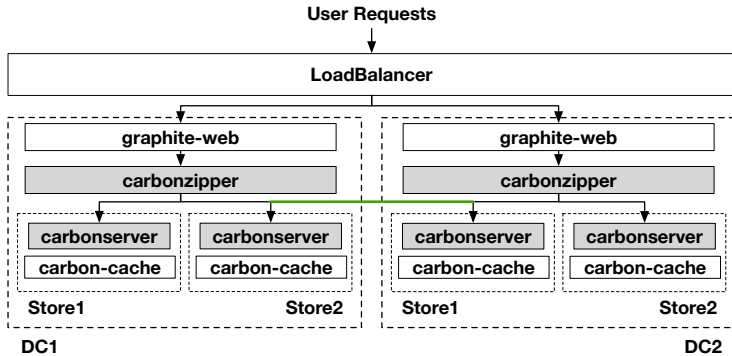 User Requests
LoadBalancer
graphite-web graphite-web
carbonzipper carbonzipper
carbonserver carbonserver carbonserver carbonserver
carbon-cache carbon-cache carbon-cache carbon-cache
Store1 Store2 Store1 Store2
DC1 DC2